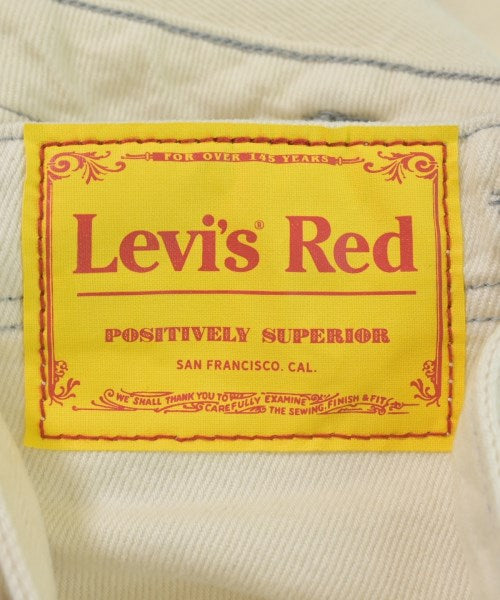 FOR OVER 145 YEARS
Levi's® Red
POSITIVELY SUPERIOR
SAN FRANCISCO. CAL.
WE SHALL THANK YOU TO
CAREFULLY EXAMINE
THE SEWING, FINISH & FIT